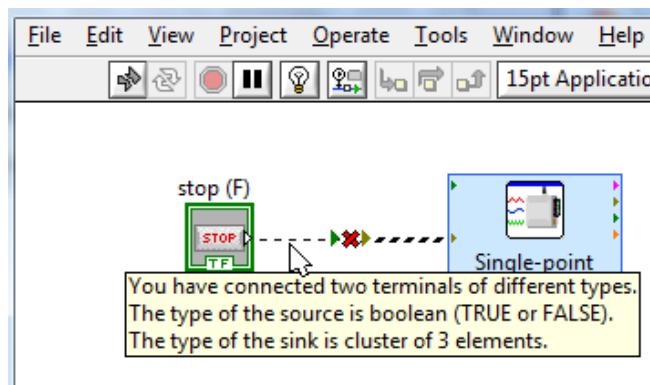 File Edit View Project Operate Tools Window Help
15pt Applicatio
stop (F)
STOP
TF
Single-point
You have connected two terminals of different types.
The type of the source is boolean (TRUE or FALSE).
The type of the sink is cluster of 3 elements.